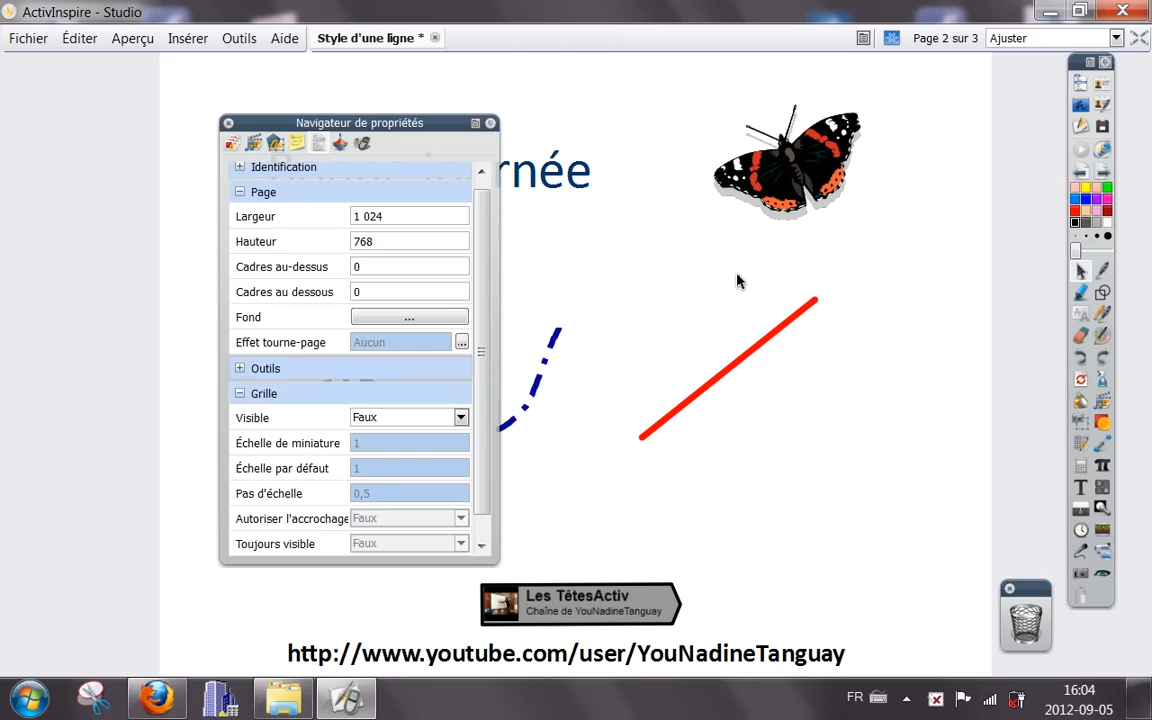 ActivInspire - Studio
Fichier Éditer Aperçu Insérer Outils Aide Style d'une ligne * Page 2 sur 3 Ajuster
Navigateur de propriétés
rnée
Identification
Page
Largeur 1 024
Hauteur 768
Cadres au-dessus 0
Cadres au dessous 0
Fond ...
Effet tourne-page Aucun ...
Outils
Grille
Visible Faux
Échelle de miniature 1
Échelle par défaut 1
Pas d'échelle 0,5
Autoriser l'accrochage Faux
Toujours visible Faux
Les TêtesActiv
Chaîne de YouNadineTanguay
http://www.youtube.com/user/YouNadineTanguay
FR 16:04
2012-09-05